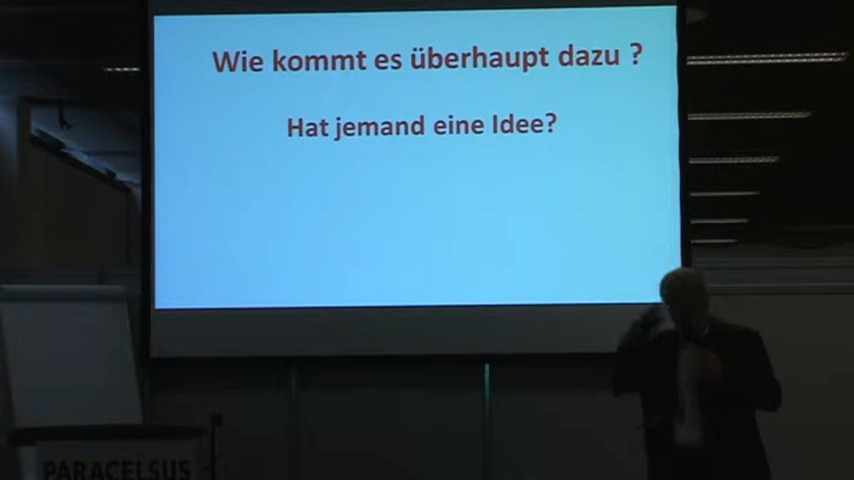 Wie kommt es überhaupt dazu ?
Hat jemand eine Idee?
PARACELSUS